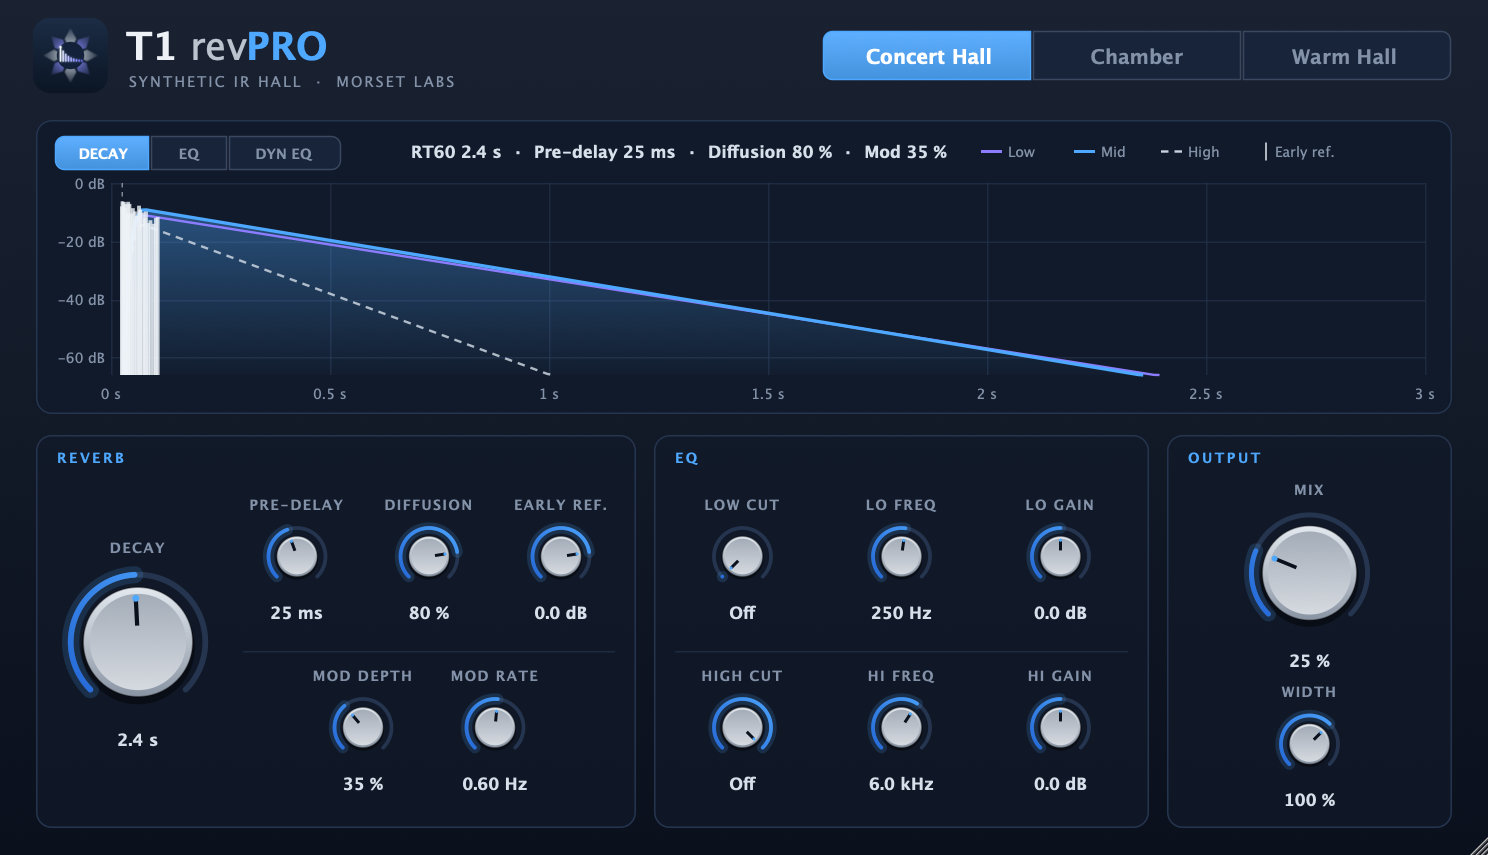 T1 revPRO
SYNTHETIC IR HALL · MORSET LABS
Concert Hall
Chamber
Warm Hall
DECAY
EQ
DYN EQ
RT60 2.4 s · Pre-delay 25 ms · Diffusion 80 % · Mod 35 %
Low
Mid
High
Early ref.
0 dB
−20 dB
−40 dB
−60 dB
0 s
0.5 s
1 s
1.5 s
2 s
2.5 s
3 s
REVERB
DECAY
2.4 s
PRE-DELAY
DIFFUSION
EARLY REF.
25 ms
80 %
0.0 dB
MOD DEPTH
MOD RATE
35 %
0.60 Hz
EQ
LOW CUT
LO FREQ
LO GAIN
Off
250 Hz
0.0 dB
HIGH CUT
HI FREQ
HI GAIN
Off
6.0 kHz
0.0 dB
OUTPUT
MIX
25 %
WIDTH
100 %